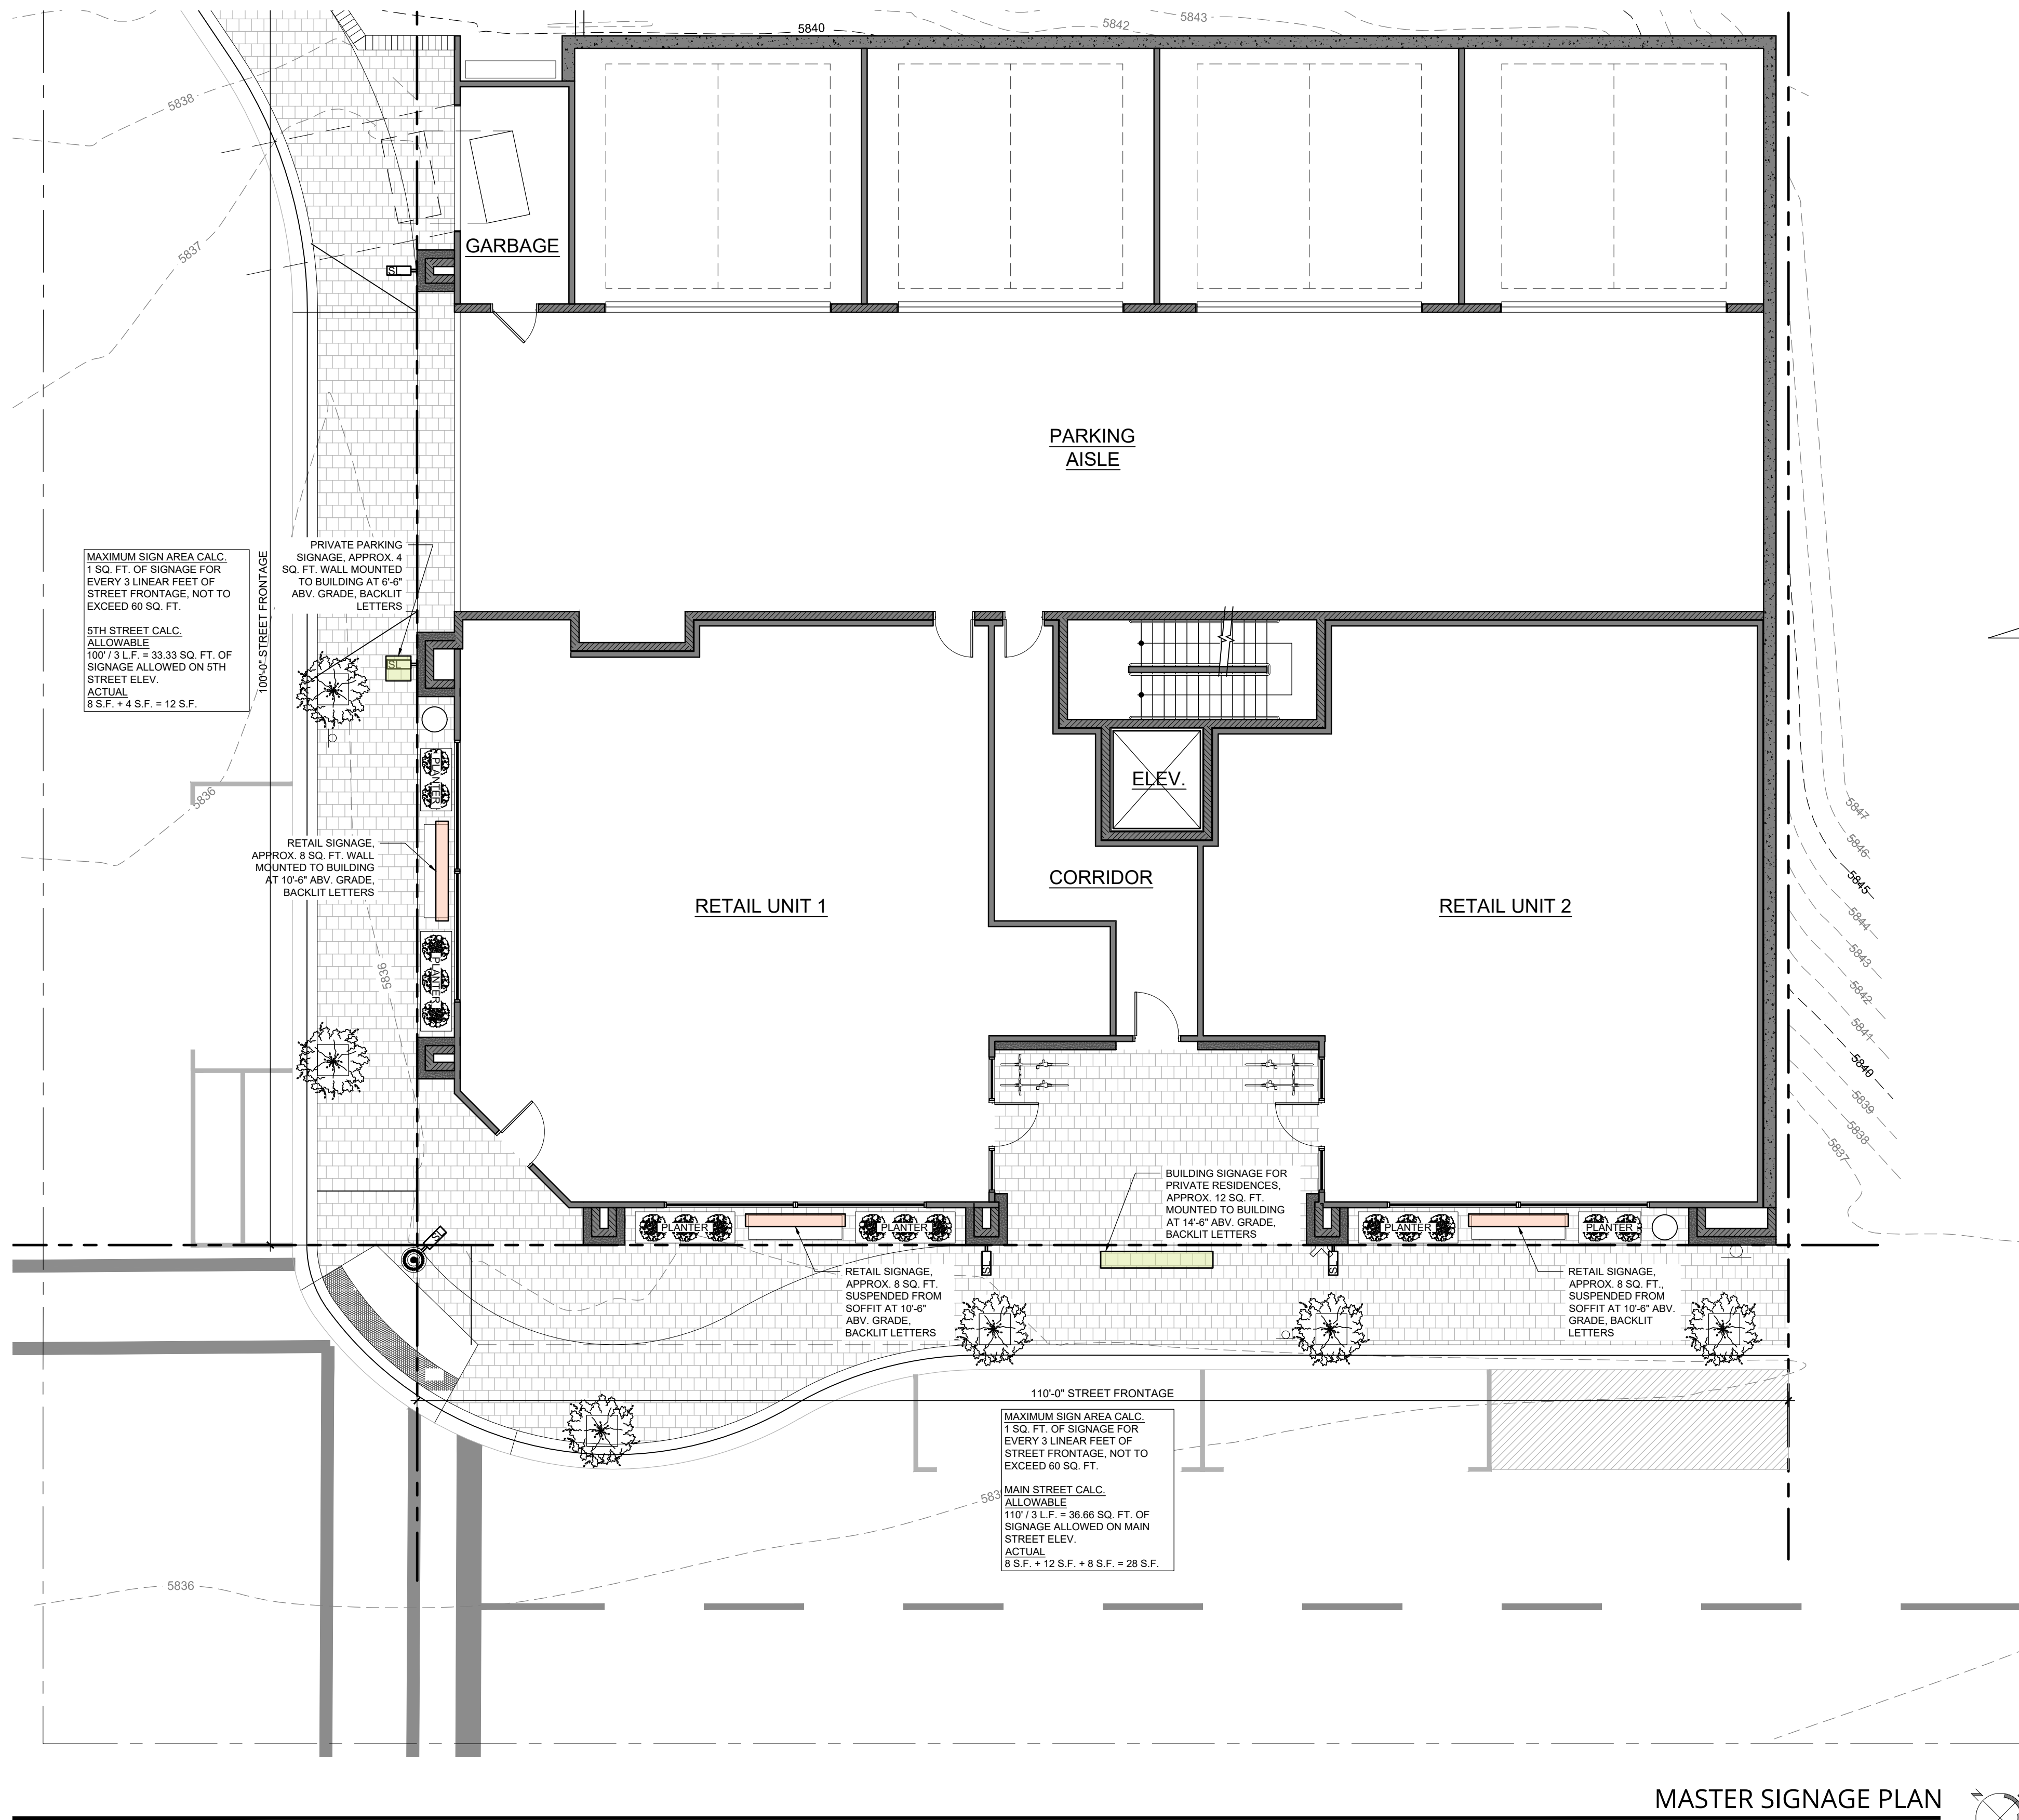 5840
5842
5843
5838
5837
GARBAGE
SL
PARKING
AISLE
MAXIMUM SIGN AREA CALC.
1 SQ. FT. OF SIGNAGE FOR
EVERY 3 LINEAR FEET OF
STREET FRONTAGE, NOT TO
EXCEED 60 SQ. FT.
5TH STREET CALC.
ALLOWABLE
100' / 3 L.F. = 33.33 SQ. FT. OF
SIGNAGE ALLOWED ON 5TH
STREET ELEV.
ACTUAL
8 S.F. + 4 S.F. = 12 S.F.
100'-0" STREET FRONTAGE
PRIVATE PARKING
SIGNAGE, APPROX. 4
SQ. FT. WALL MOUNTED
TO BUILDING AT 6'-6"
ABV. GRADE, BACKLIT
LETTERS
SL
PLANTER
ELEV.
5836
RETAIL SIGNAGE,
APPROX. 8 SQ. FT. WALL
MOUNTED TO BUILDING
AT 10'-6" ABV. GRADE,
BACKLIT LETTERS
RETAIL UNIT 1
CORRIDOR
RETAIL UNIT 2
PLANTER
5836
5847
5846
5845
5844
5843
5842
5841
5840
5839
5838
5837
BUILDING SIGNAGE FOR
PRIVATE RESIDENCES,
APPROX. 12 SQ. FT.
MOUNTED TO BUILDING
AT 14'-6" ABV. GRADE,
BACKLIT LETTERS
PLANTER
PLANTER
PLANTER
PLANTER
SL
SL
SL
RETAIL SIGNAGE,
APPROX. 8 SQ. FT.
SUSPENDED FROM
SOFFIT AT 10'-6"
ABV. GRADE,
BACKLIT LETTERS
RETAIL SIGNAGE,
APPROX. 8 SQ. FT.,
SUSPENDED FROM
SOFFIT AT 10'-6" ABV.
GRADE, BACKLIT
LETTERS
110'-0" STREET FRONTAGE
MAXIMUM SIGN AREA CALC.
1 SQ. FT. OF SIGNAGE FOR
EVERY 3 LINEAR FEET OF
STREET FRONTAGE, NOT TO
EXCEED 60 SQ. FT.
MAIN STREET CALC.
ALLOWABLE
110' / 3 L.F. = 36.66 SQ. FT. OF
SIGNAGE ALLOWED ON MAIN
STREET ELEV.
ACTUAL
8 S.F. + 12 S.F. + 8 S.F. = 28 S.F.
5836
MASTER SIGNAGE PLAN
N